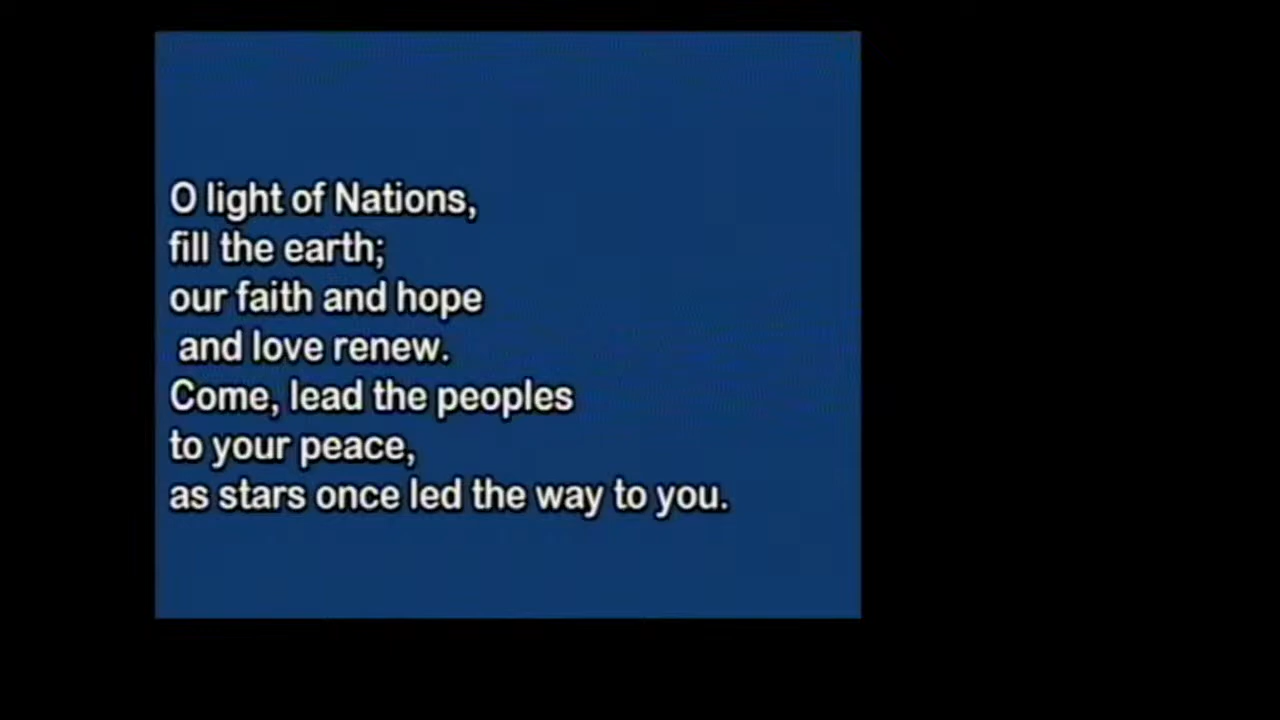 O light of Nations,
fill the earth;
our faith and hope
and love renew.
Come, lead the peoples
to your peace,
as stars once led the way to you.